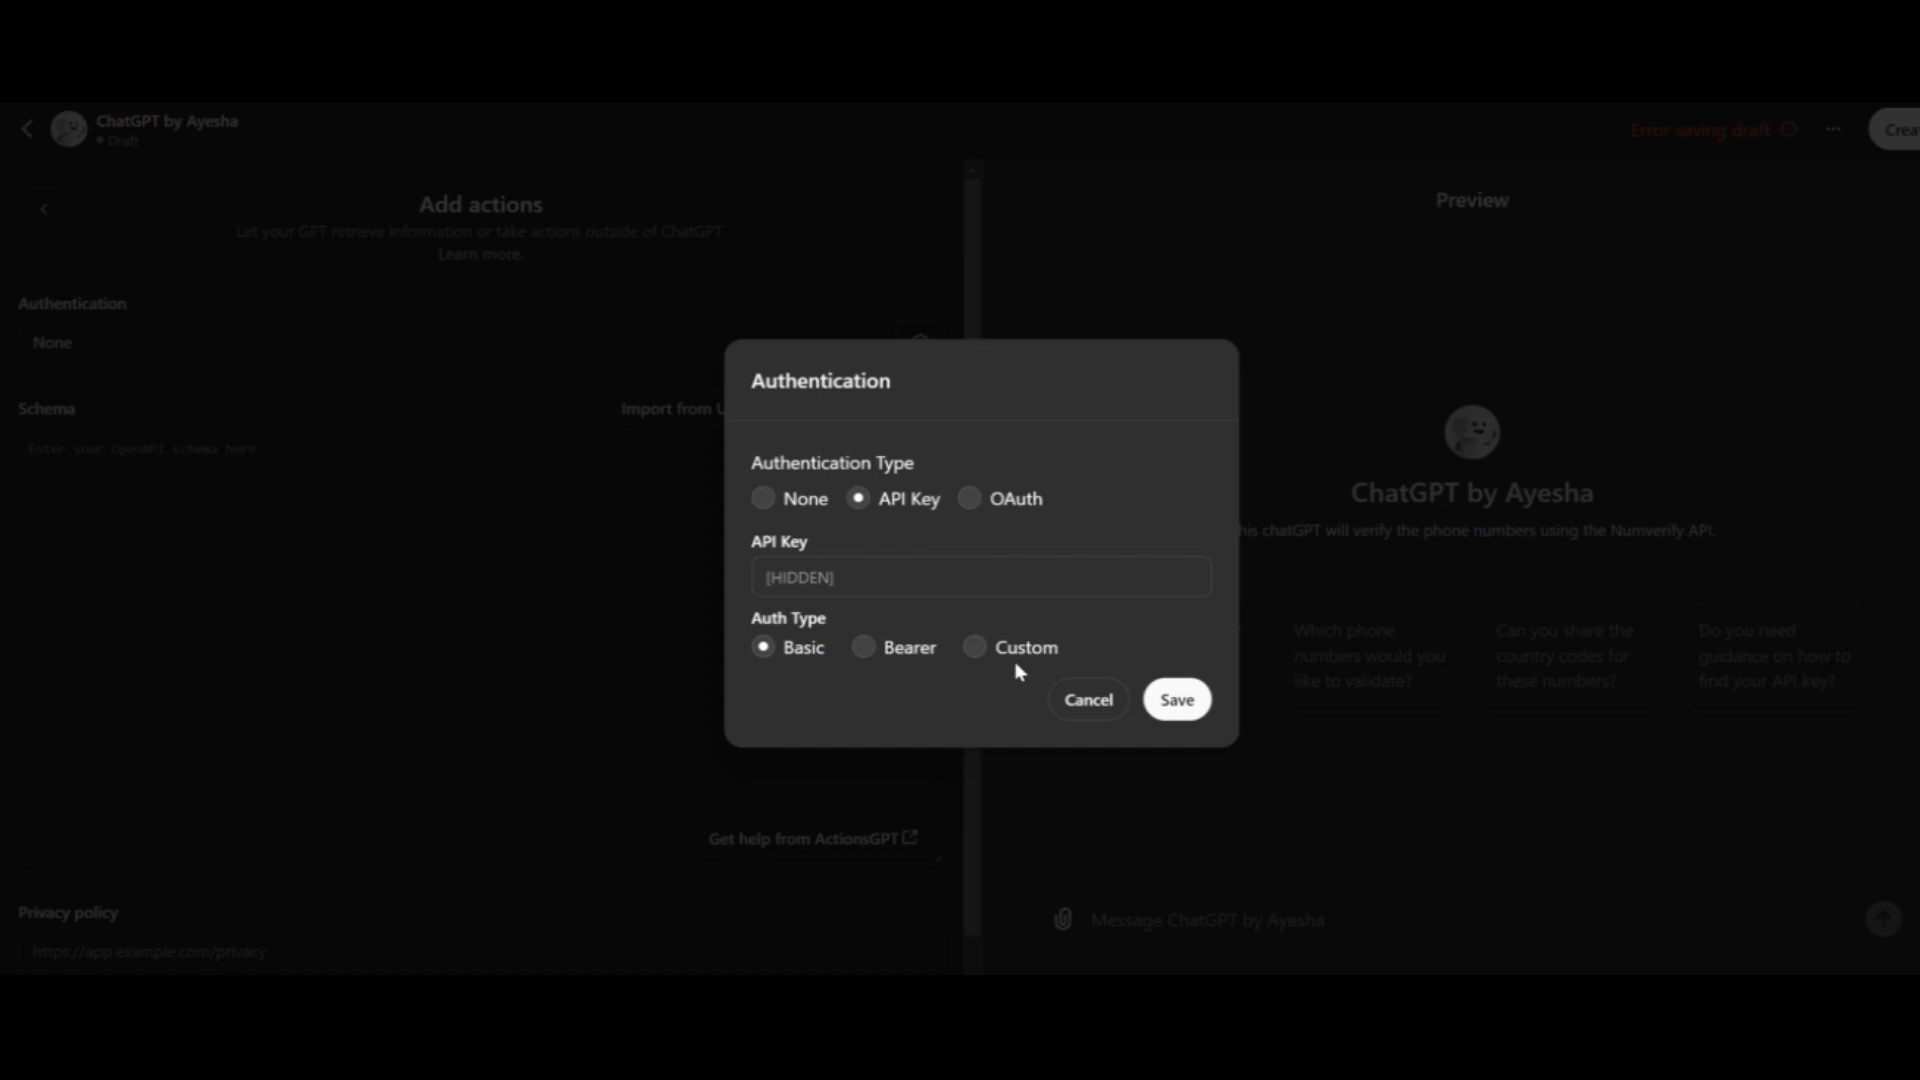 ChatGPT by Ayesha
Draft
Error saving draft
Add actions
Let your GPT retrieve information or take actions outside of ChatGPT.
Learn more.
Authentication
None
Schema
Import from
Enter your OpenAPI schema here
Get help from ActionsGPT
Privacy policy
https://app.example.com/privacy
Authentication
Authentication Type
None
API Key
OAuth
API Key
[HIDDEN]
Auth Type
Basic
Bearer
Custom
Cancel
Save
Preview
ChatGPT by Ayesha
chatGPT will verify the phone numbers using the Numverify API.
Which phone
numbers would you
like to validate?
Can you share the
country codes for
these numbers?
Do you need
guidance on how to
find your API key?
Message ChatGPT by Ayesha